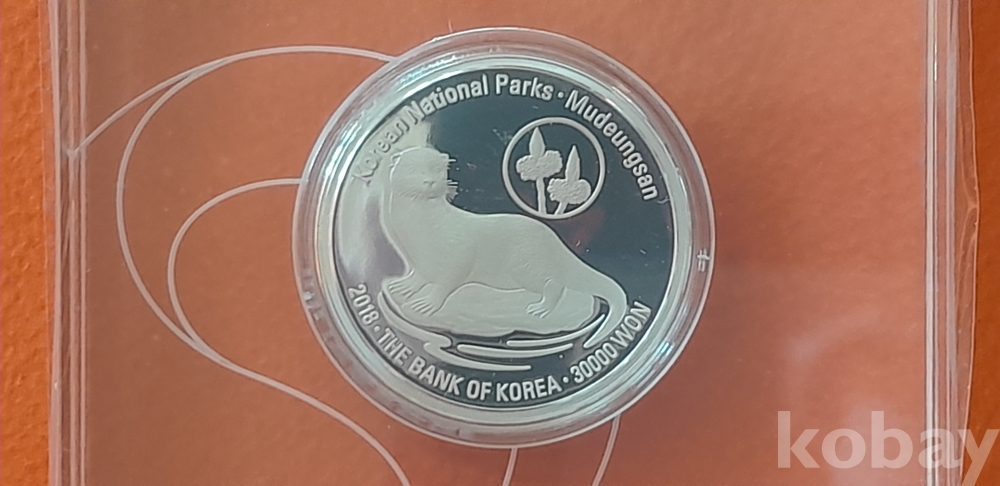 Korean National Parks · Mudeungsan
2018 · THE BANK OF KOREA · 30000 WON
kobay